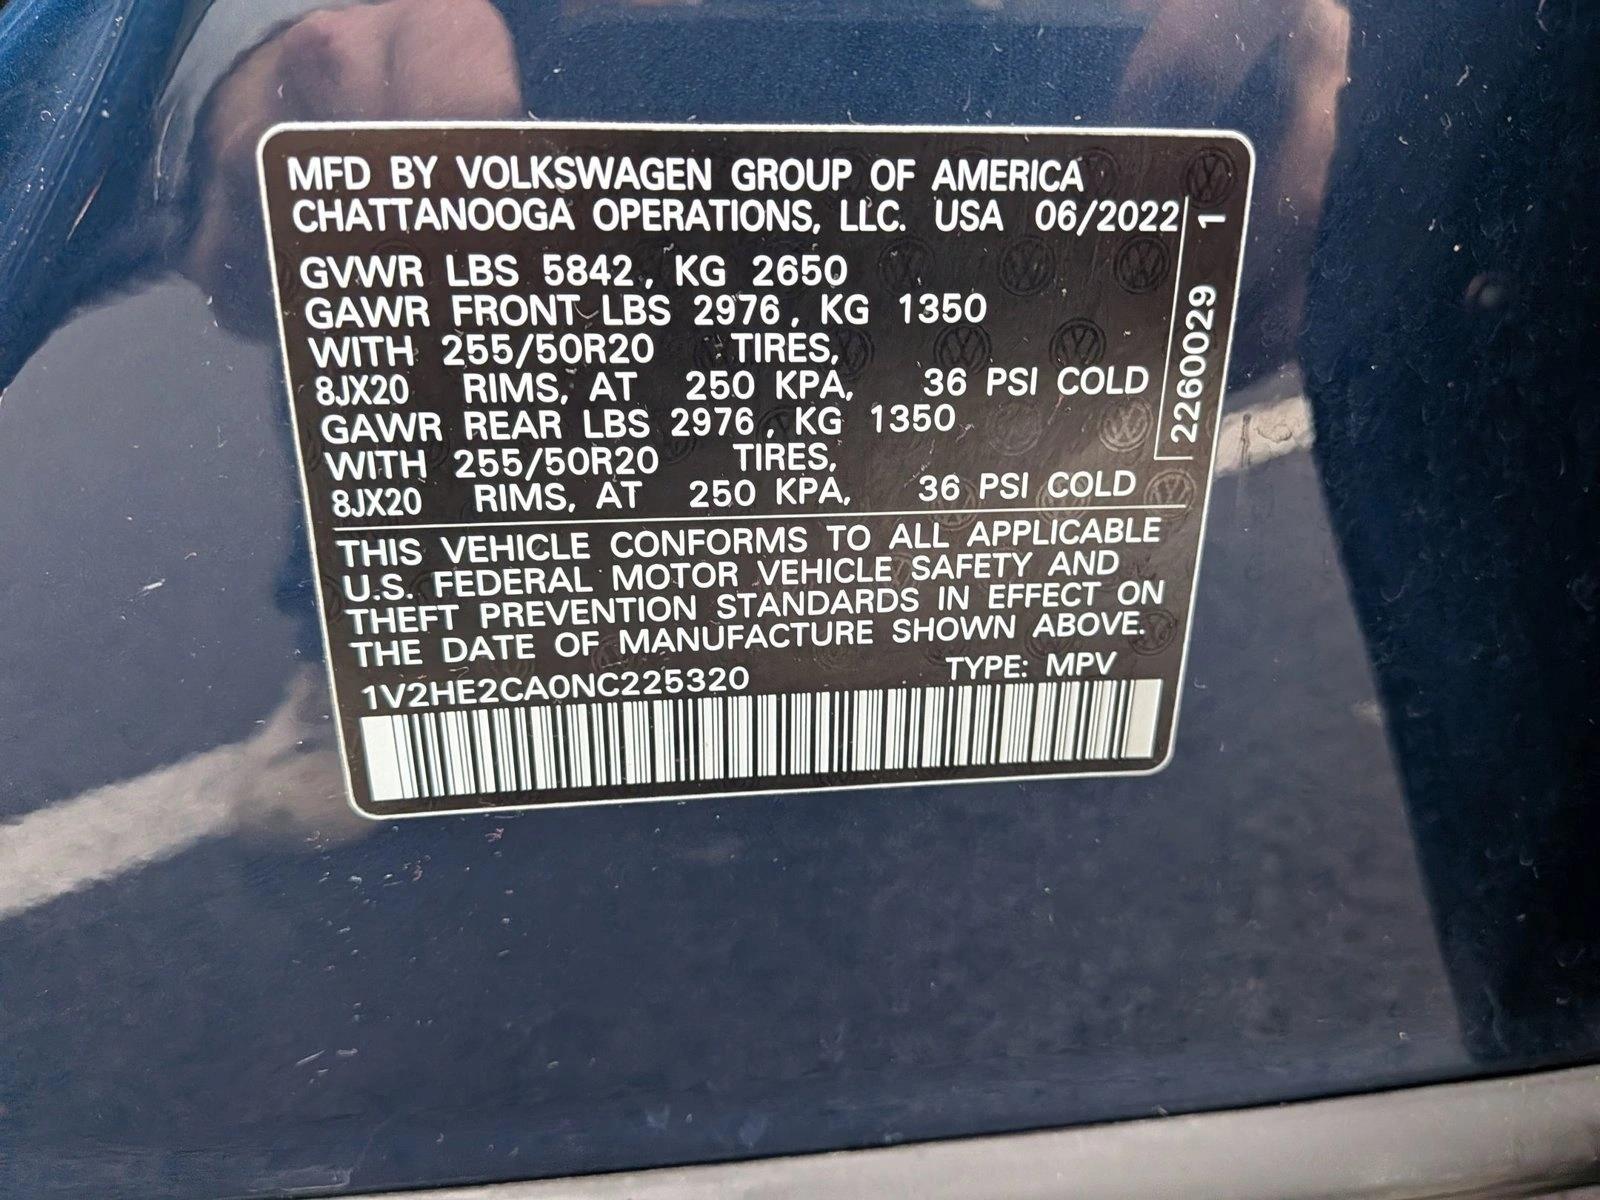 MFD BY VOLKSWAGEN GROUP OF AMERICA
CHATTANOOGA OPERATIONS, LLC. USA 06/2022
GVWR LBS 5842, KG 2650
GAWR FRONT LBS 2976, KG 1350
WITH 255/50R20 TIRES,
8JX20 RIMS, AT 250 KPA, 36 PSI COLD
GAWR REAR LBS 2976, KG 1350
WITH 255/50R20 TIRES,
8JX20 RIMS, AT 250 KPA, 36 PSI COLD
2260029 1
THIS VEHICLE CONFORMS TO ALL APPLICABLE
U.S. FEDERAL MOTOR VEHICLE SAFETY AND
THEFT PREVENTION STANDARDS IN EFFECT ON
THE DATE OF MANUFACTURE SHOWN ABOVE.
1V2HE2CA0NC225320 TYPE: MPV